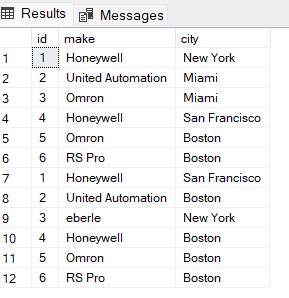 Results Messages
id make city
1 1 Honeywell New York
2 2 United Automation Miami
3 3 Omron Miami
4 4 Honeywell San Francisco
5 5 Omron Boston
6 6 RS Pro Boston
7 1 Honeywell San Francisco
8 2 United Automation Boston
9 3 eberle New York
10 4 Honeywell Boston
11 5 Omron Boston
12 6 RS Pro Boston